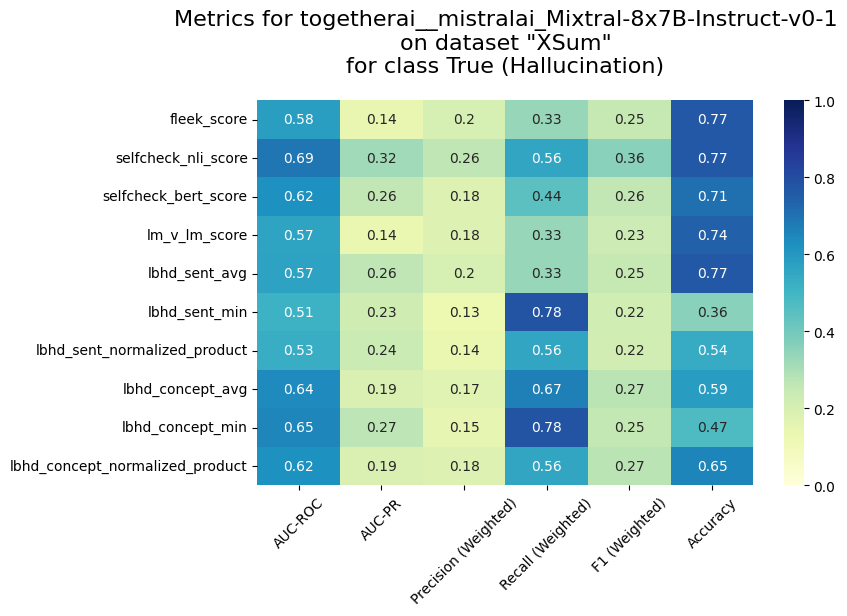 Metrics for togetherai__mistralai_Mixtral-8x7B-Instruct-v0-1
on dataset "XSum"
for class True (Hallucination)
fleek_score 0.58 0.14 0.2 0.33 0.25 0.77
selfcheck_nli_score 0.69 0.32 0.26 0.56 0.36 0.77
selfcheck_bert_score 0.62 0.26 0.18 0.44 0.26 0.71
lm_v_lm_score 0.57 0.14 0.18 0.33 0.23 0.74
lbhd_sent_avg 0.57 0.26 0.2 0.33 0.25 0.77
lbhd_sent_min 0.51 0.23 0.13 0.78 0.22 0.36
lbhd_sent_normalized_product 0.53 0.24 0.14 0.56 0.22 0.54
lbhd_concept_avg 0.64 0.19 0.17 0.67 0.27 0.59
lbhd_concept_min 0.65 0.27 0.15 0.78 0.25 0.47
lbhd_concept_normalized_product 0.62 0.19 0.18 0.56 0.27 0.65
AUC-ROC AUC-PR Precision (Weighted) Recall (Weighted) F1 (Weighted) Accuracy
1.0
0.8
0.6
0.4
0.2
0.0